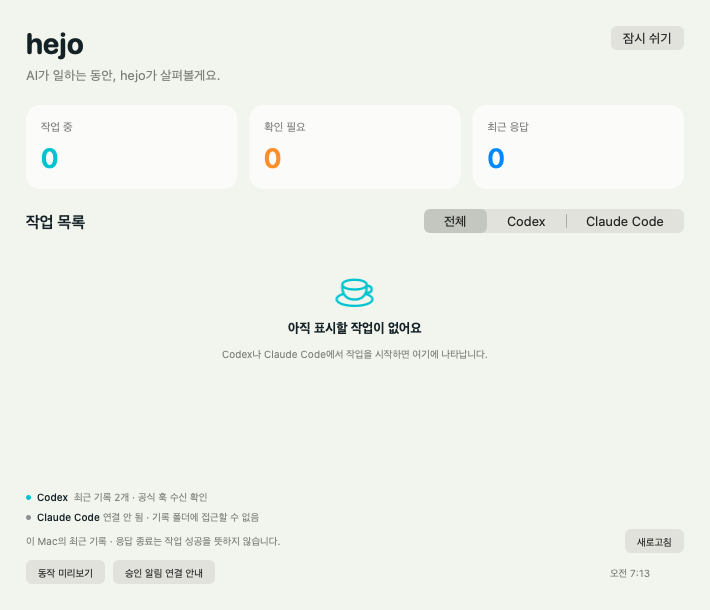 hejo
잠시 쉬기
AI가 일하는 동안, hejo가 살펴볼게요.
작업 중
확인 필요
최근 응답
0
0
0
작업 목록
전체
Codex
Claude Code
아직 표시할 작업이 없어요
Codex나 Claude Code에서 작업을 시작하면 여기에 나타납니다.
Codex 최근 기록 2개 · 공식 훅 수신 확인
Claude Code 연결 안 됨 · 기록 폴더에 접근할 수 없음
이 Mac의 최근 기록 · 응답 종료는 작업 성공을 뜻하지 않습니다.
새로고침
동작 미리보기
승인 알림 연결 안내
오전 7:13